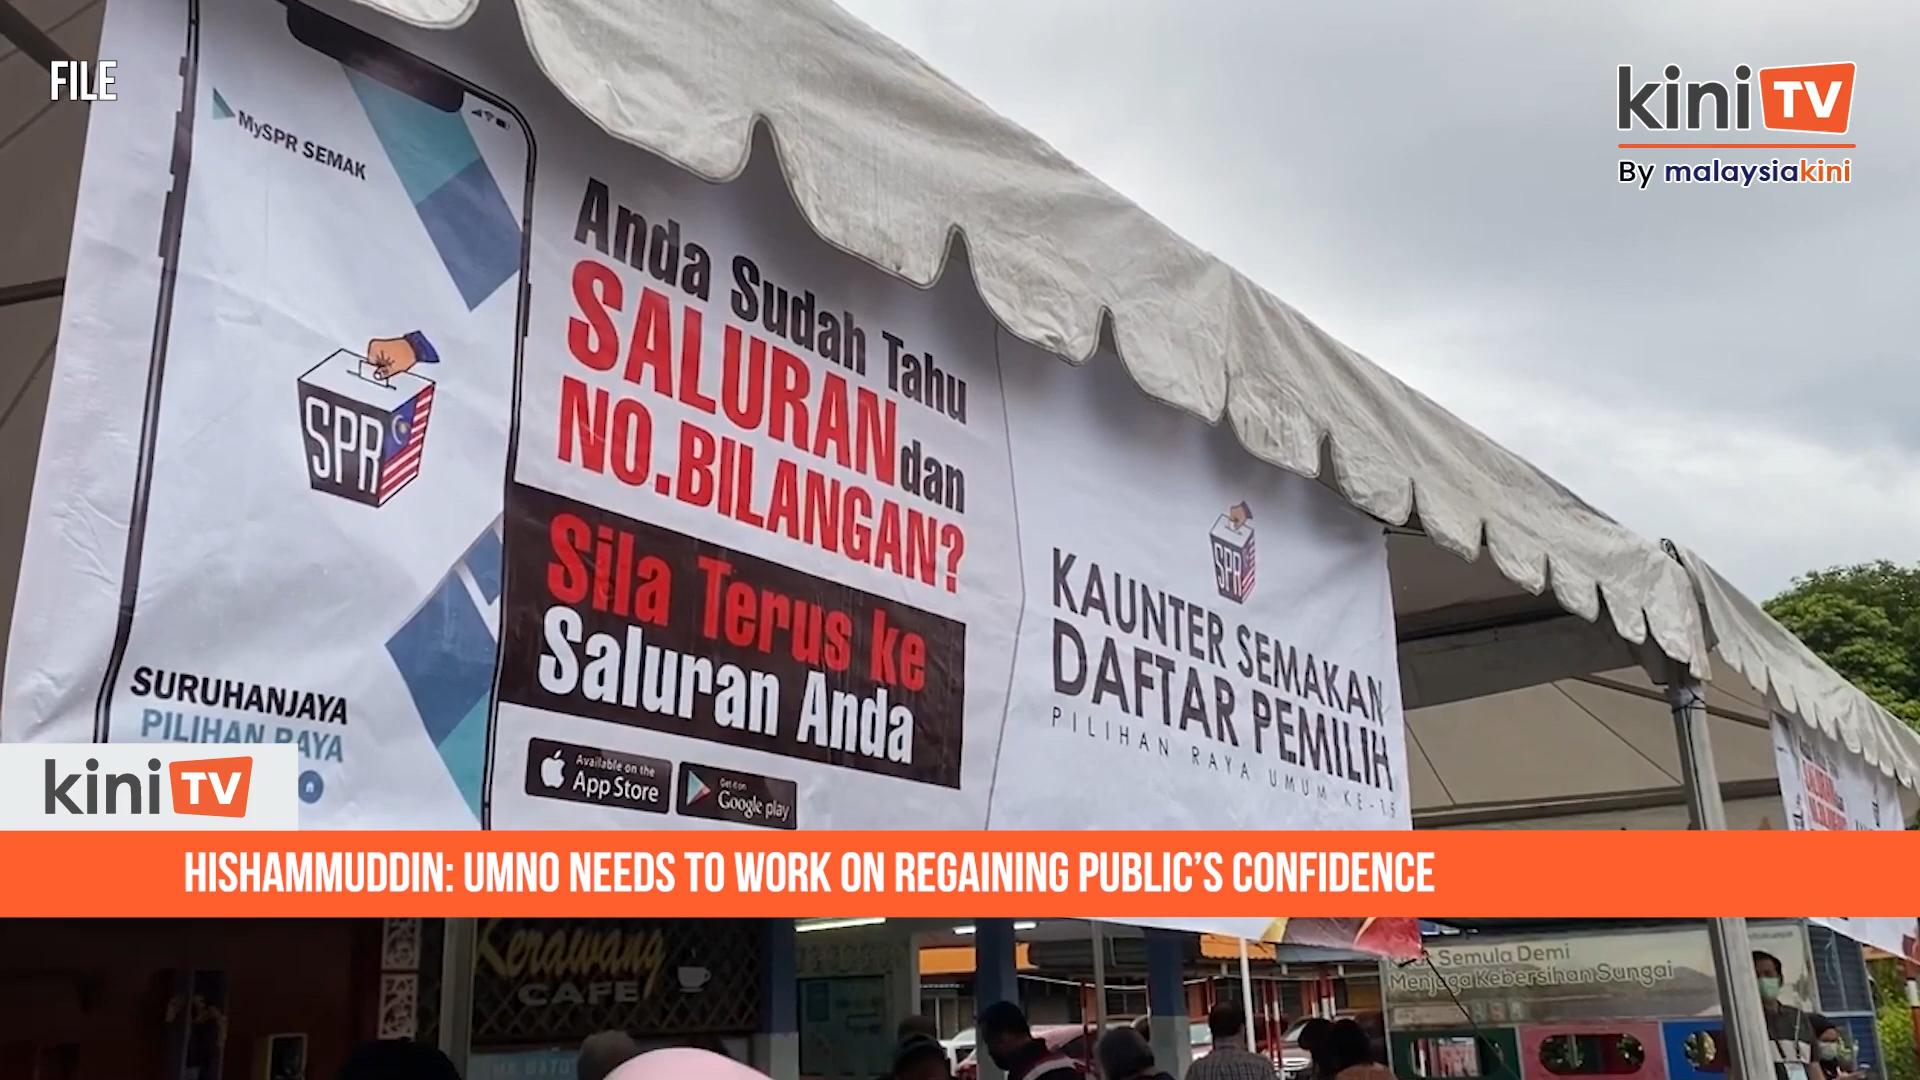 FILE
kini TV
By malaysiakini
MySPR SEMAK
SPR
SURUHANJAYA
PILIHAN RAYA
Anda Sudah Tahu
SALURAN dan
NO.BILANGAN?
Sila Terus ke
Saluran Anda
Available on the
App Store
Get it on
Google play
SPR
KAUNTER SEMAKAN
DAFTAR PEMILIH
PILIHAN RAYA UMUM KE-15
kini TV
HISHAMMUDDIN: UMNO NEEDS TO WORK ON REGAINING PUBLIC'S CONFIDENCE
Kerawang
CAFE
Semula Demi
Menjaga Kebersihan Sungai